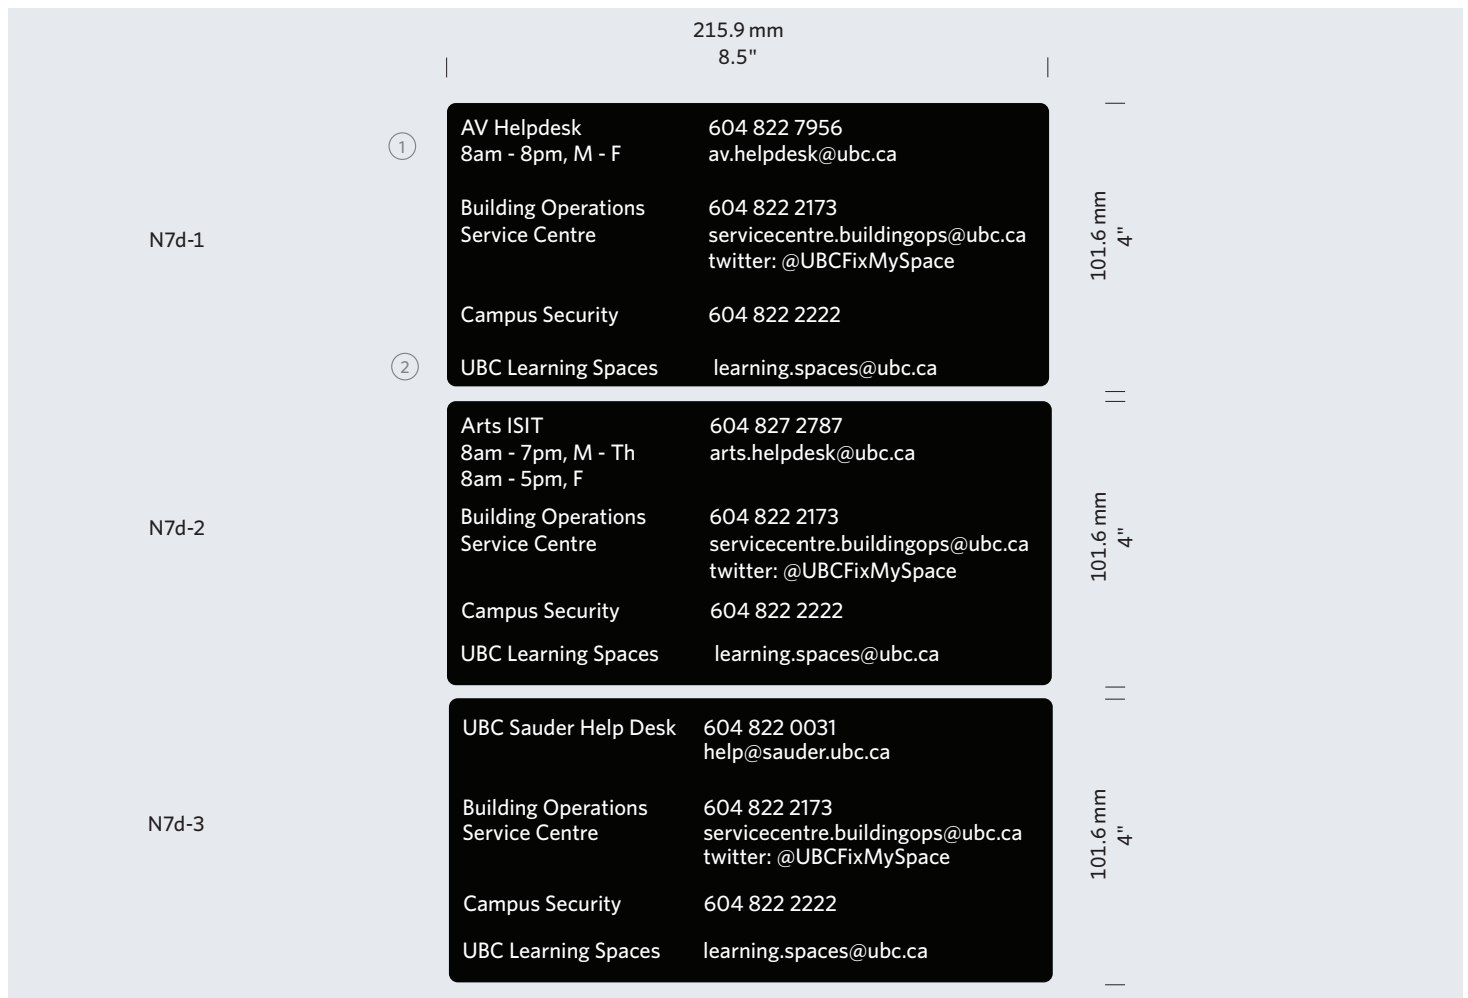 215.9 mm
8.5"
N7d-1
1
AV Helpdesk 604 822 7956
8am - 8pm, M - F av.helpdesk@ubc.ca
Building Operations 604 822 2173
Service Centre servicecentre.buildingops@ubc.ca
twitter: @UBCFixMySpace
Campus Security 604 822 2222
2
UBC Learning Spaces learning.spaces@ubc.ca
101.6 mm
4"
N7d-2
Arts ISIT 604 827 2787
8am - 7pm, M - Th arts.helpdesk@ubc.ca
8am - 5pm, F
Building Operations 604 822 2173
Service Centre servicecentre.buildingops@ubc.ca
twitter: @UBCFixMySpace
Campus Security 604 822 2222
UBC Learning Spaces learning.spaces@ubc.ca
101.6 mm
4"
N7d-3
UBC Sauder Help Desk 604 822 0031
help@sauder.ubc.ca
Building Operations 604 822 2173
Service Centre servicecentre.buildingops@ubc.ca
twitter: @UBCFixMySpace
Campus Security 604 822 2222
UBC Learning Spaces learning.spaces@ubc.ca
101.6 mm
4"